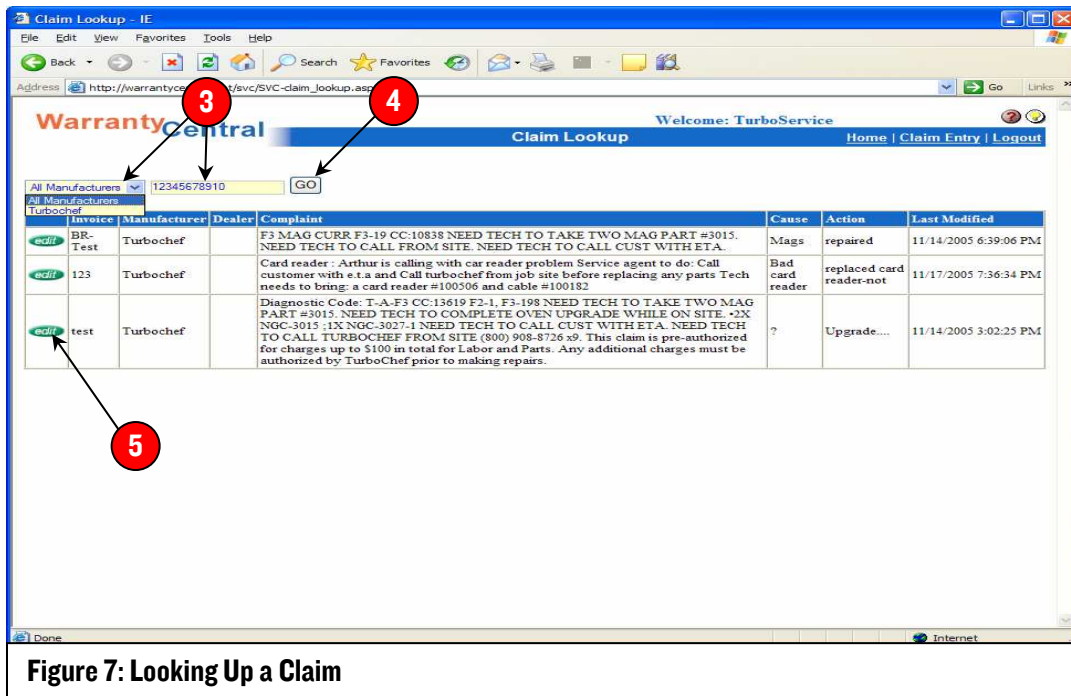 Claim Lookup - IE
File Edit View Favorites Tools Help
Back Search Favorites
Address http://warrantyce t/svc/SVC-claim_lookup.asp Go Links »
3
4
WarrantyCentral
Welcome: TurboService
Claim Lookup
Home | Claim Entry | Logout
All Manufacturers 12345678910 GO
All Manufacturers
Turbochef
Invoice Manufacturer Dealer Complaint Cause Action Last Modified
edit BR-Test Turbochef F3 MAG CURR F3-19 CC:10838 NEED TECH TO TAKE TWO MAG PART #3015.
NEED TECH TO CALL FROM SITE. NEED TECH TO CALL CUST WITH ETA. Mags repaired 11/14/2005 6:39:06 PM
edit 123 Turbochef Card reader : Arthur is calling with car reader problem Service agent to do: Call
customer with e.t.a and Call turbochef from job site before replacing any parts Tech
needs to bring: a card reader #100506 and cable #100182 Bad card reader replaced card reader-not 11/17/2005 7:36:34 PM
edit test Turbochef Diagnostic Code: T-A-F3 CC:13619 F2-1, F3-198 NEED TECH TO TAKE TWO MAG
PART #3015. NEED TECH TO COMPLETE OVEN UPGRADE WHILE ON SITE. •2X
NGC-3015 ;1X NGC-3027-1 NEED TECH TO CALL CUST WITH ETA. NEED TECH
TO CALL TURBOCHEF FROM SITE (800) 908-8726 x9. This claim is pre-authorized
for charges up to $100 in total for Labor and Parts. Any additional charges must be
authorized by TurboChef prior to making repairs. ? Upgrade.... 11/14/2005 3:02:25 PM
5
Done Internet
Figure 7: Looking Up a Claim